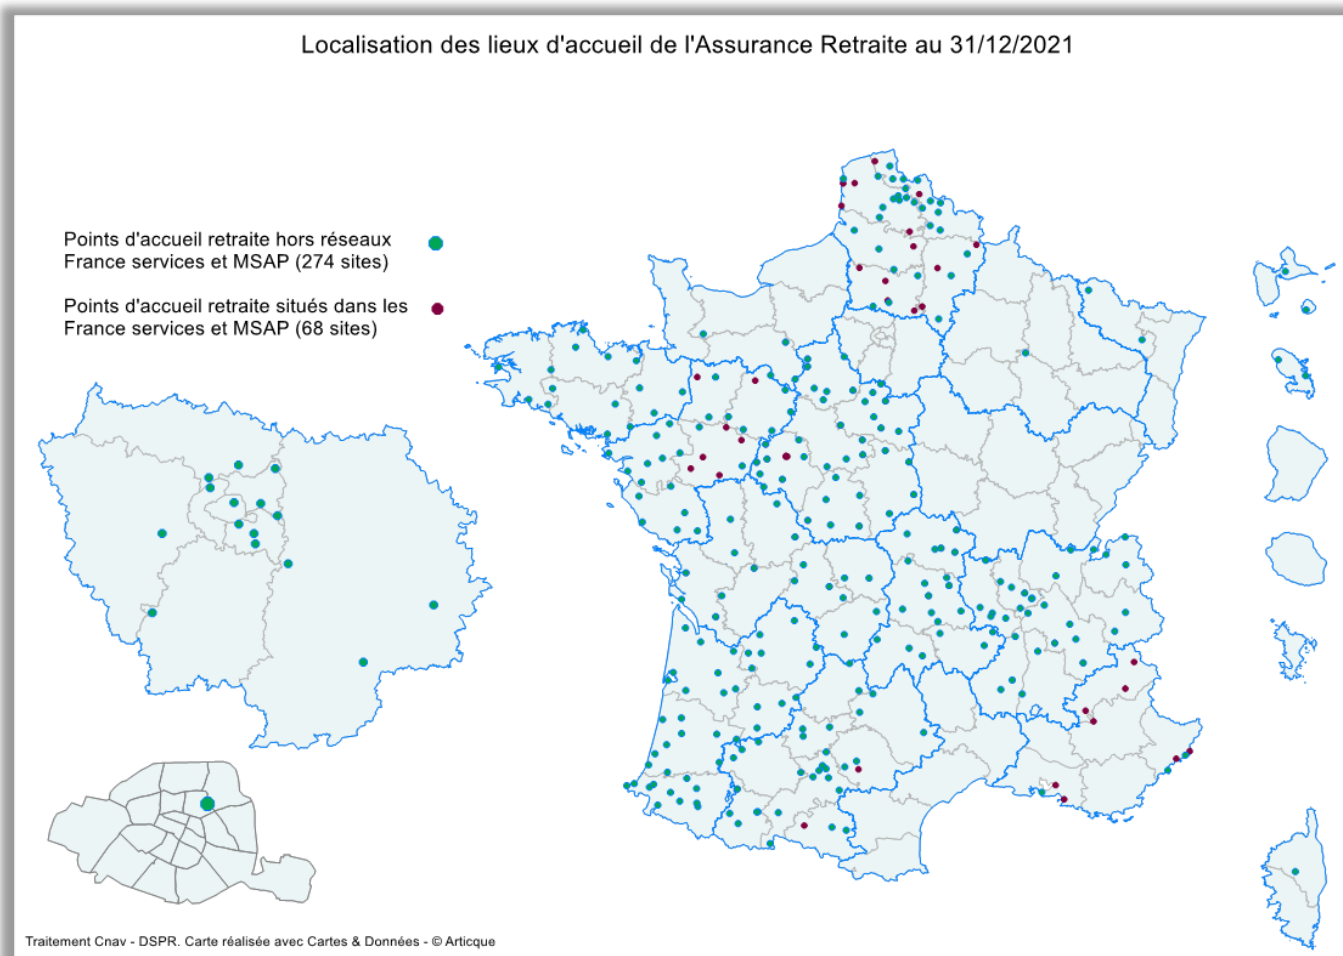 Localisation des lieux d'accueil de l'Assurance Retraite au 31/12/2021
Points d'accueil retraite hors réseaux
France services et MSAP (274 sites)
Points d'accueil retraite situés dans les
France services et MSAP (68 sites)
Traitement Cnav - DSPR. Carte réalisée avec Cartes & Données - © Articque